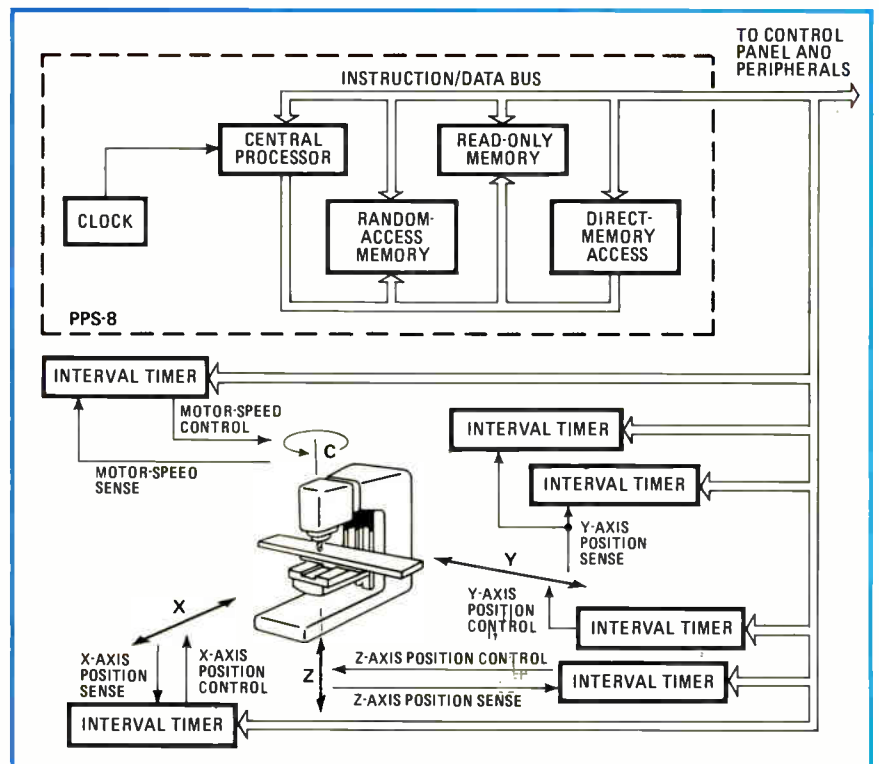 TO CONTROL
PANEL AND
PERIPHERALS
INSTRUCTION/DATA BUS
CENTRAL
PROCESSOR
READ-ONLY
MEMORY
CLOCK
RANDOM-
ACCESS
MEMORY
DIRECT-
MEMORY
ACCESS
PPS-8
INTERVAL TIMER
MOTOR-SPEED
CONTROL
C
MOTOR-SPEED
SENSE
INTERVAL TIMER
INTERVAL TIMER
Y-AXIS
POSITION
SENSE
Y
X
Y-AXIS
POSITION
CONTROL
INTERVAL TIMER
X-AXIS
POSITION
SENSE
X-AXIS
POSITION
CONTROL
Z
Z-AXIS POSITION CONTROL
Z-AXIS POSITION SENSE
INTERVAL TIMER
INTERVAL TIMER